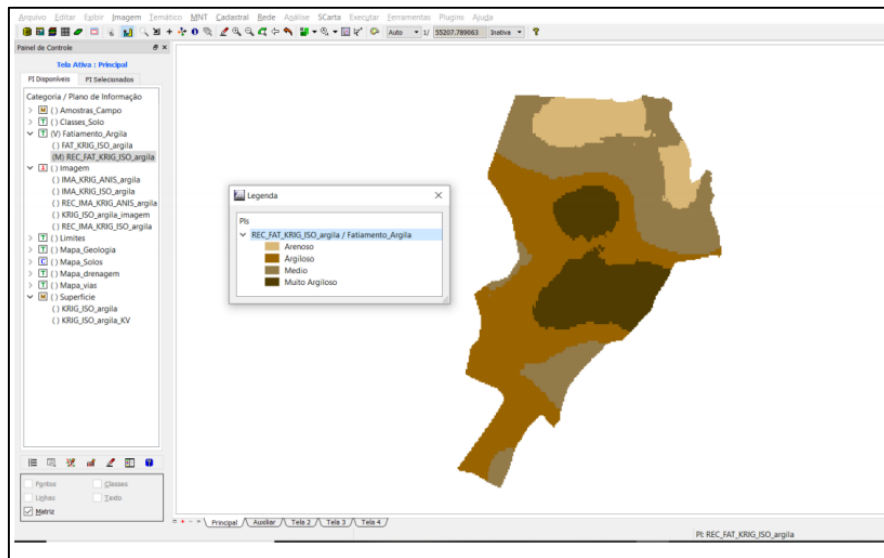 Arquivo Editar Exibir Imagem Temático MNT Cadastral Rede Análise SCarta Executar Ferramentas Plugins Ajuda
Auto 1/ 55207.789063 Inativa
Painel de Controle
Tela Ativa : Principal
PI Disponíveis PI Selecionados
Categoria / Plano de Informação
( ) Amostras_Campo
( ) Classes_Solo
(V) Fatiamento_Argila
( ) FAT_KRIG_ISO_argila
(M) REC_FAT_KRIG_ISO_argila
( ) Imagem
( ) IMA_KRIG_ANIS_argila
( ) IMA_KRIG_ISO_argila
( ) REC_IMA_KRIG_ANIS_argila
( ) KRIG_ISO_argila_imagem
( ) REC_IMA_KRIG_ISO_argila
( ) Limites
( ) Mapa_Geologia
( ) Mapa_Solos
( ) Mapa_drenagem
( ) Mapa_vias
( ) Superficie
( ) KRIG_ISO_argila
( ) KRIG_ISO_argila_KV
Legenda
PIs
REC_FAT_KRIG_ISO_argila / Fatiamento_Argila
Arenoso
Argiloso
Medio
Muito Argiloso
Pontos Classes
Linhas Texto
Matriz
Principal Auxiliar Tela 2 Tela 3 Tela 4
PI: REC_FAT_KRIG_ISO_argila